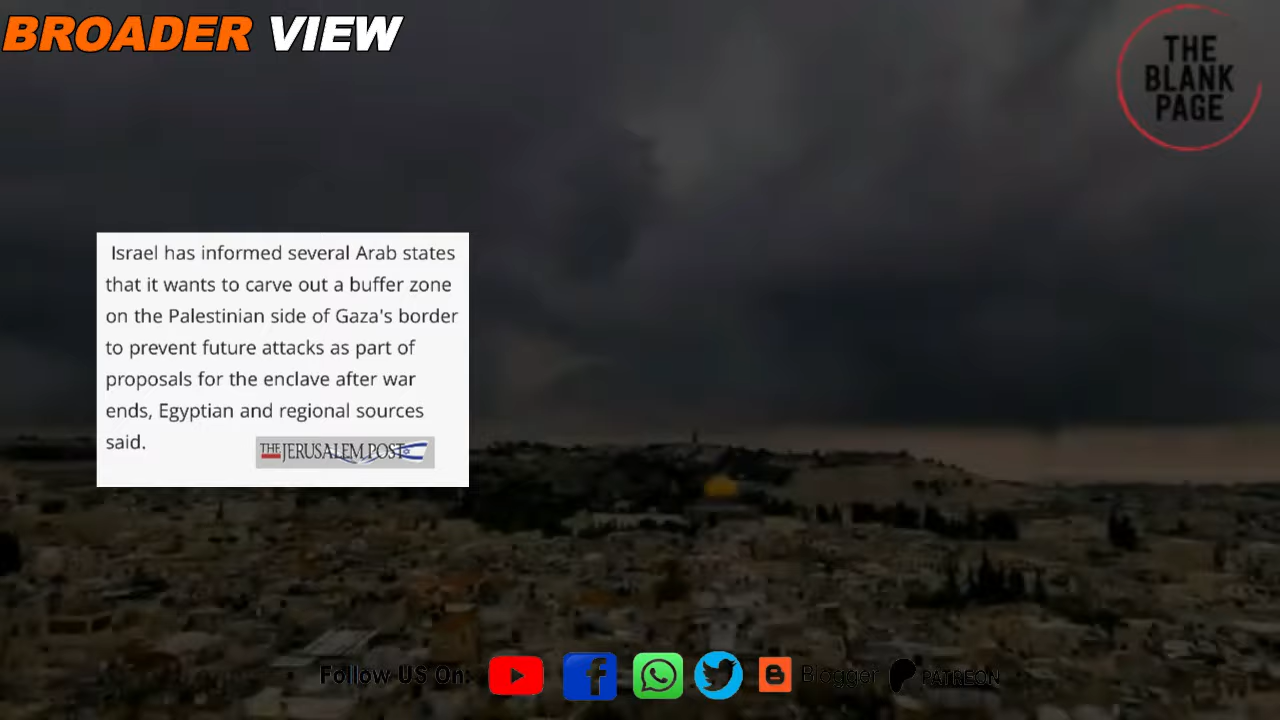 BROADER VIEW
THE
BLANK
PAGE
Israel has informed several Arab states
that it wants to carve out a buffer zone
on the Palestinian side of Gaza's border
to prevent future attacks as part of
proposals for the enclave after war
ends, Egyptian and regional sources
said.
THE JERUSALEM POST
Follow US On: Blogger PATREON